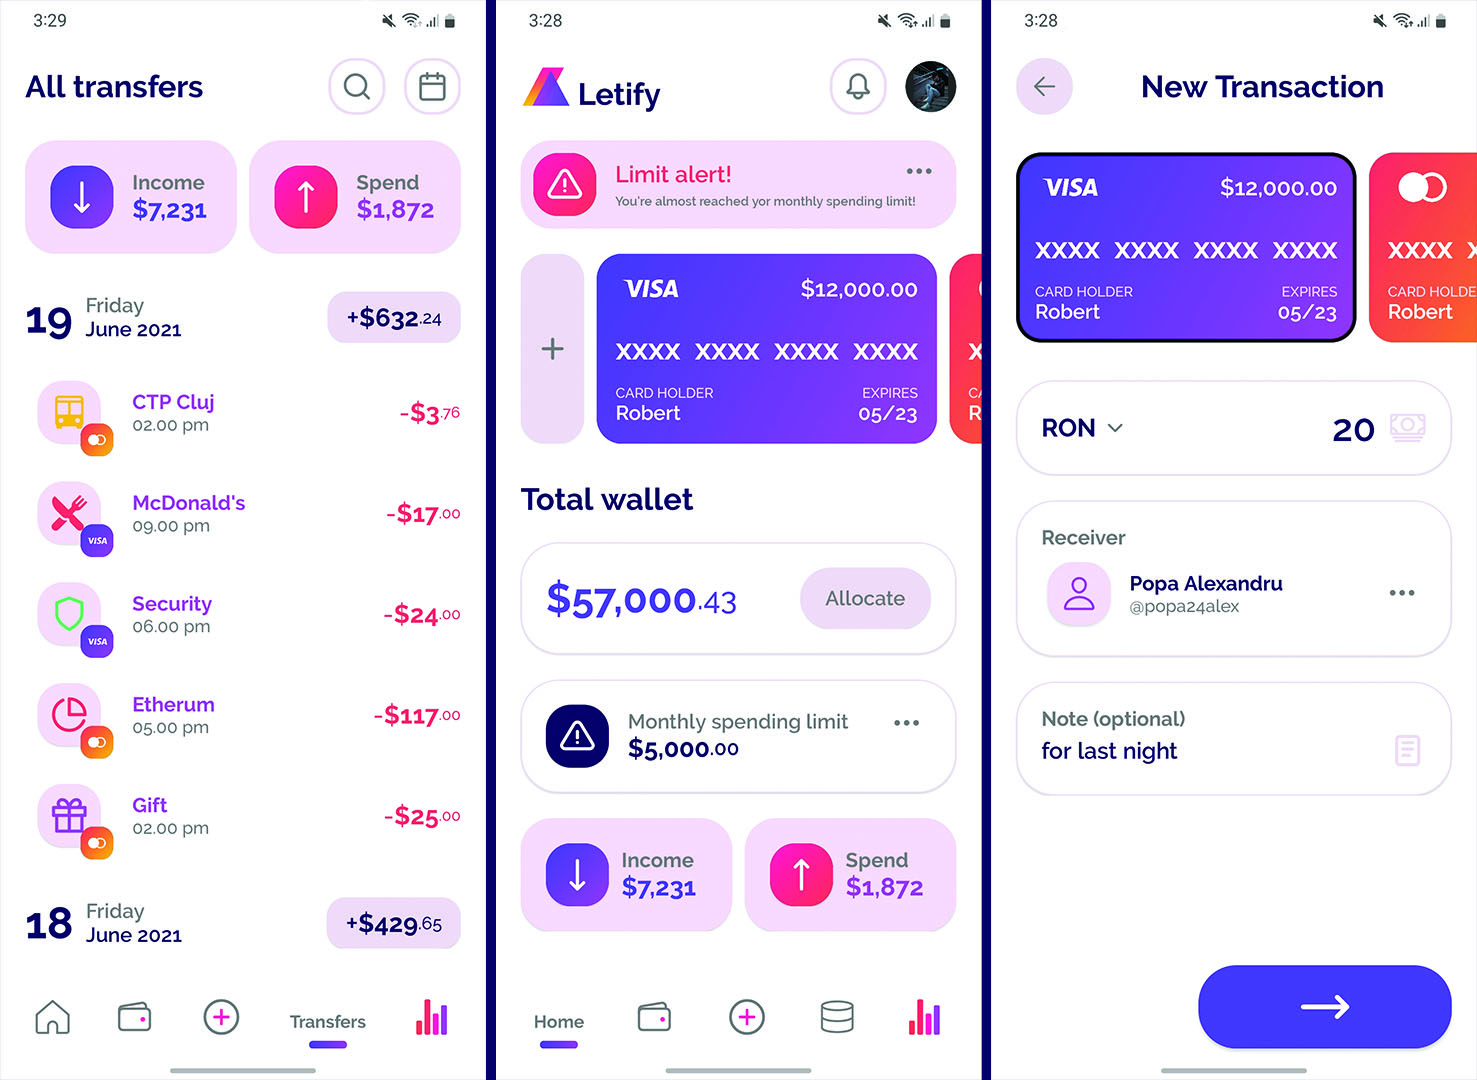 3:29
All transfers
Income
$7,231
Spend
$1,872
19
Friday
June 2021
+$632.24
CTP Cluj
02.00 pm
-$3.76
McDonald's
09.00 pm
-$17.00
VISA
Security
06.00 pm
-$24.00
VISA
Etherum
05.00 pm
-$117.00
Gift
02.00 pm
-$25.00
18
Friday
June 2021
+$429.65
Transfers
3:28
Letify
Limit alert!
You're almost reached yor monthly spending limit!
VISA
$12,000.00
XXXX XXXX XXXX XXXX
CARD HOLDER
Robert
EXPIRES
05/23
X
C
R
Total wallet
$57,000.43
Allocate
Monthly spending limit
$5,000.00
Income
$7,231
Spend
$1,872
Home
3:28
New Transaction
VISA
$12,000.00
XXXX XXXX XXXX XXXX
CARD HOLDER
Robert
EXPIRES
05/23
XXXX X
CARD HOLDE
Robert
RON
20
Receiver
Popa Alexandru
@popa24alex
Note (optional)
for last night